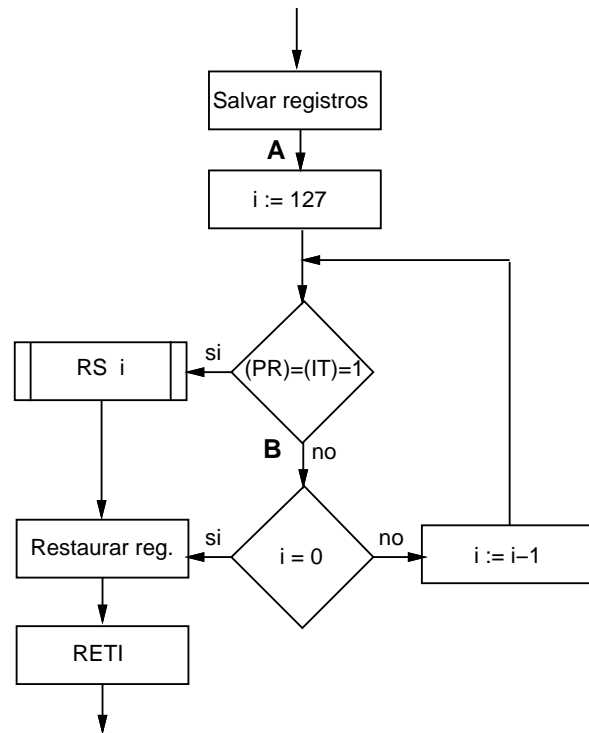 Salvar registros
A
i := 127
si
RS i
(PR)=(IT)=1
B
no
si
no
Restaurar reg.
i = 0
i := i−1
RETI